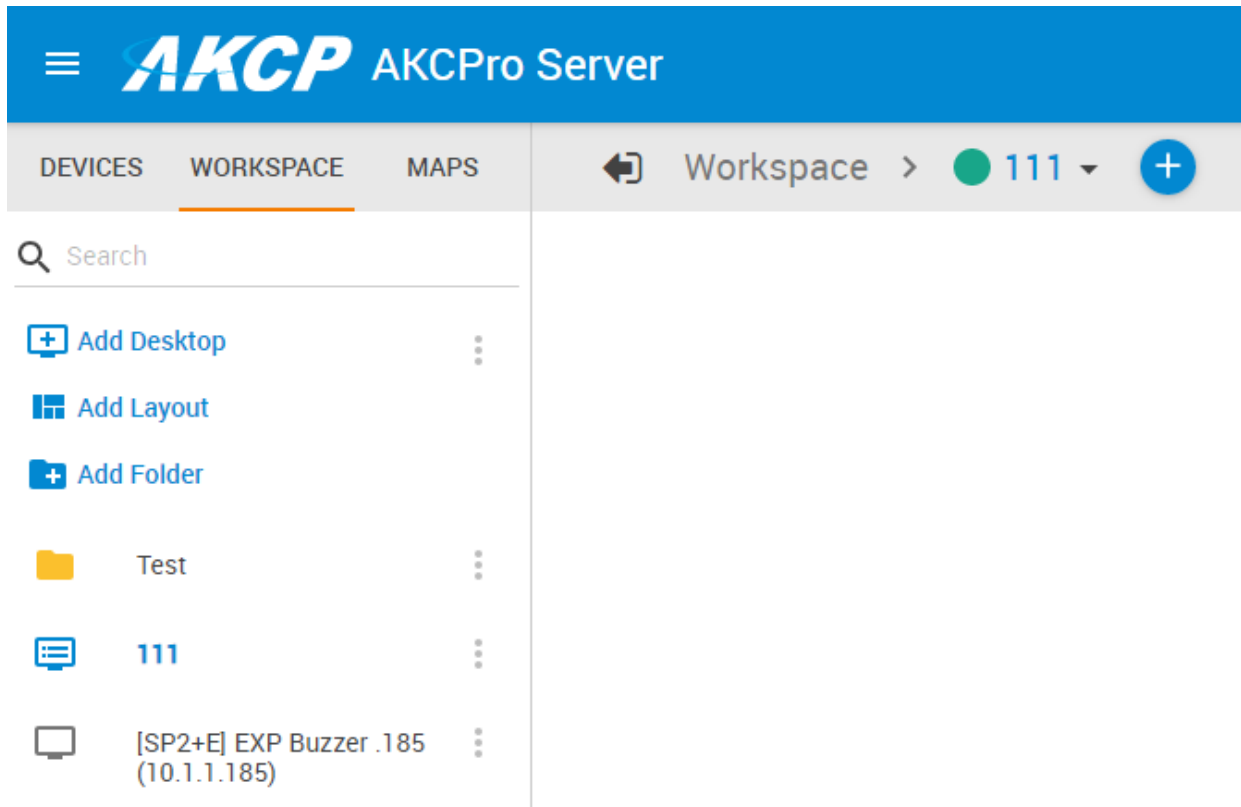 AKCP AKCPro Server
DEVICES WORKSPACE MAPS
Workspace > 111
Search
Add Desktop
Add Layout
Add Folder
Test
111
[SP2+E] EXP Buzzer .185
(10.1.1.185)